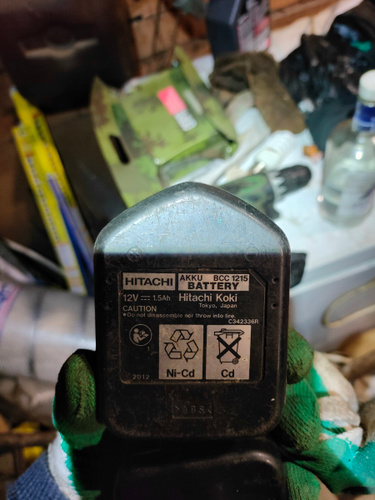 HITACHI
AKKU BCC 1215
BATTERY
12V 1.5Ah Hitachi Koki
Tokyo, Japan
CAUTION
•Do not disassemble nor throw into fire.
C342336R
Ni-Cd
Cd
2012